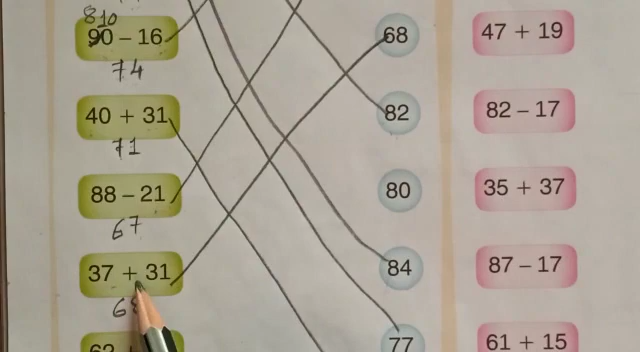 8 10
90 – 16 68 47 + 19
74
40 + 31 82 82 – 17
71
88 – 21 80 35 + 37
67
37 + 31 84 87 – 17
77 61 + 15